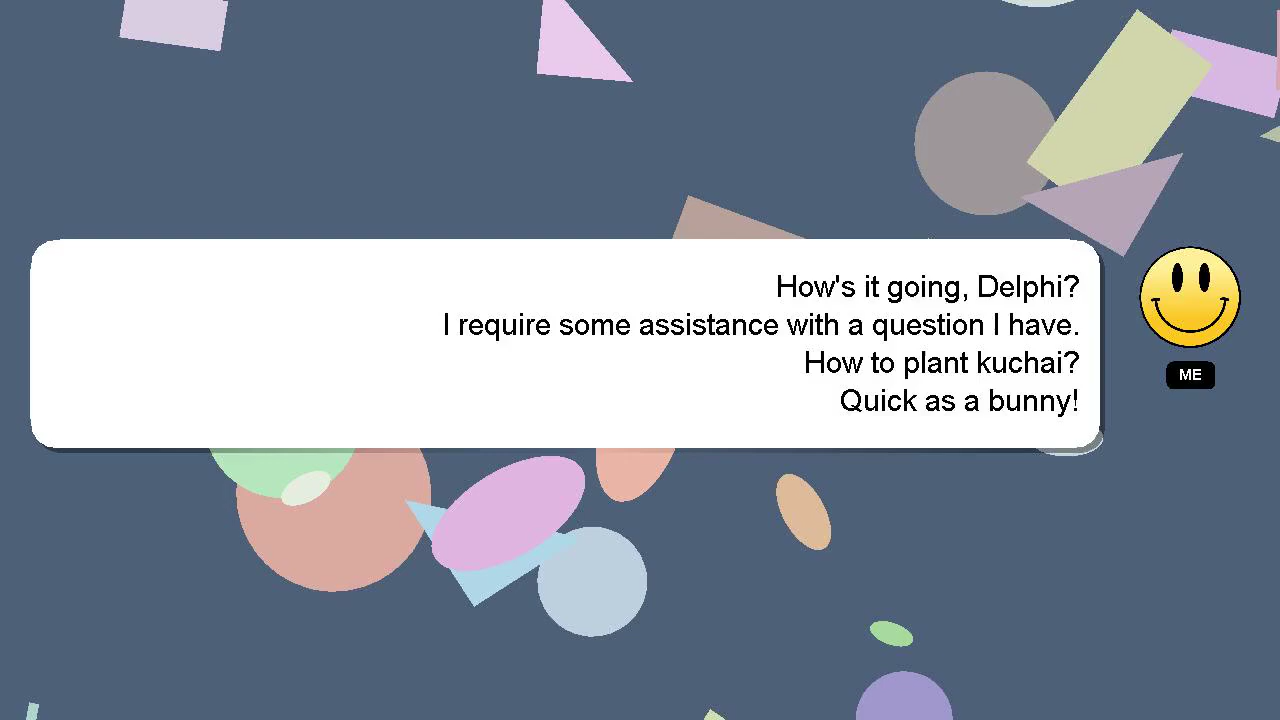 How's it going, Delphi?
I require some assistance with a question I have.
How to plant kuchai?
Quick as a bunny!
ME